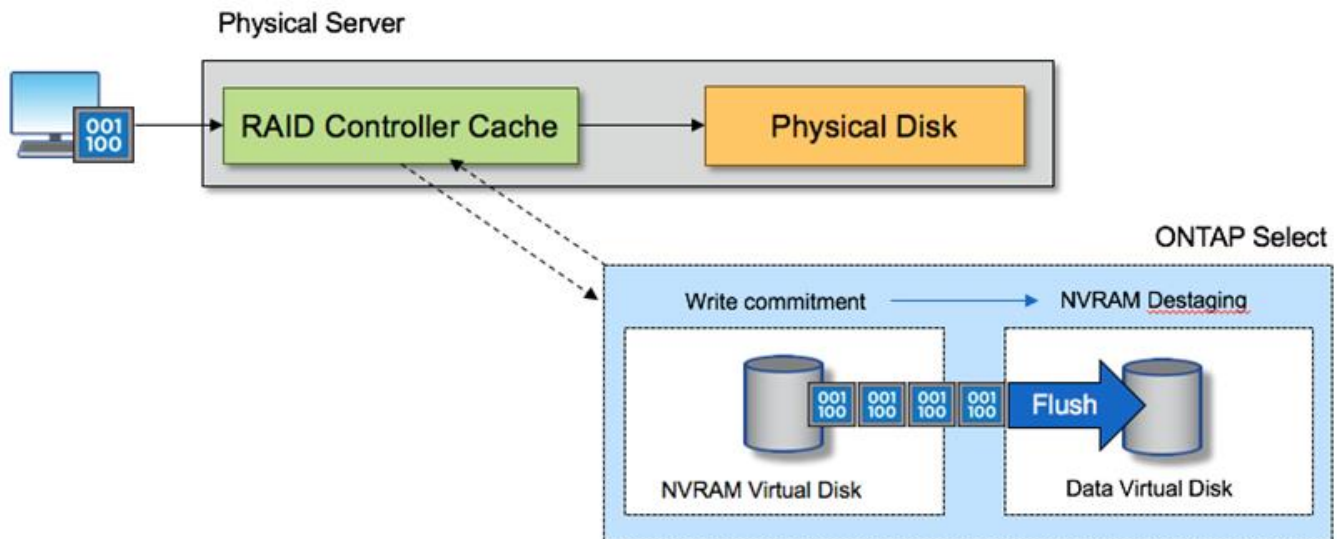 Physical Server
001
100
RAID Controller Cache
Physical Disk
ONTAP Select
Write commitment
NVRAM Destaging
001 001 001 001
100 100 100 100
Flush
NVRAM Virtual Disk
Data Virtual Disk